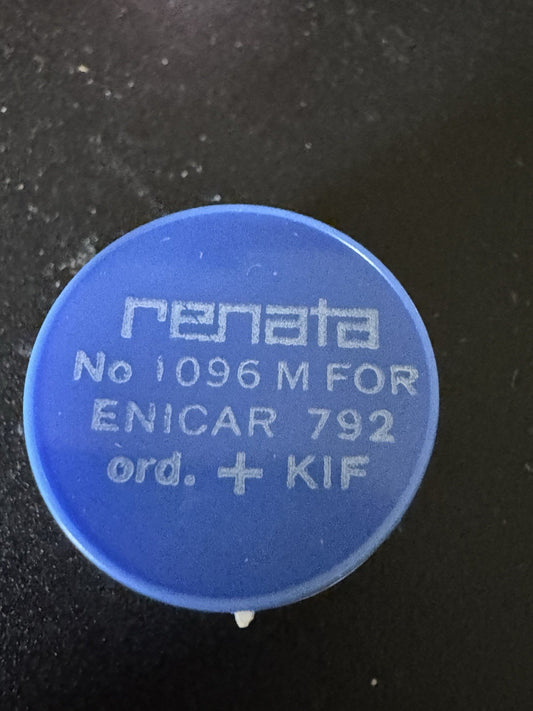 renata
No 1096 M FOR
ENICAR 792
ord. + KIF